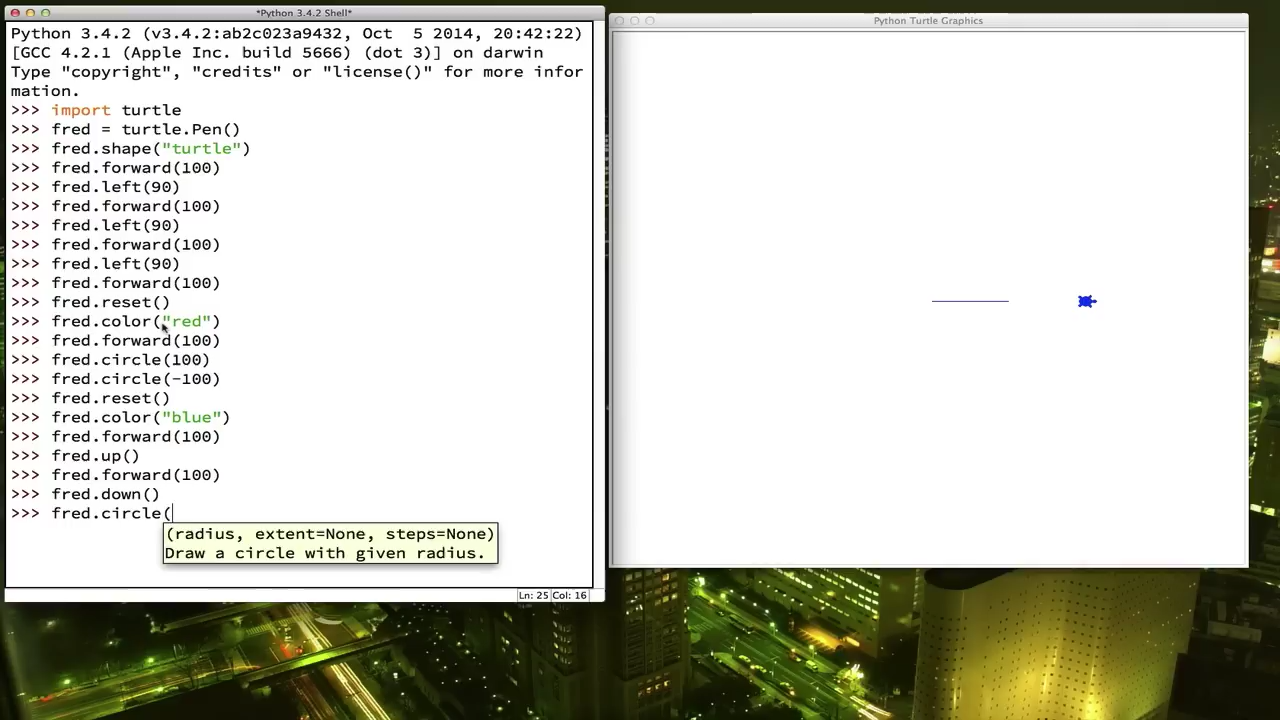 *Python 3.4.2 Shell*
Python 3.4.2 (v3.4.2:ab2c023a9432, Oct  5 2014, 20:42:22)
[GCC 4.2.1 (Apple Inc. build 5666) (dot 3)] on darwin
Type "copyright", "credits" or "license()" for more infor
mation.
>>> import turtle
>>> fred = turtle.Pen()
>>> fred.shape("turtle")
>>> fred.forward(100)
>>> fred.left(90)
>>> fred.forward(100)
>>> fred.left(90)
>>> fred.forward(100)
>>> fred.left(90)
>>> fred.forward(100)
>>> fred.reset()
>>> fred.color("red")
>>> fred.forward(100)
>>> fred.circle(100)
>>> fred.circle(-100)
>>> fred.reset()
>>> fred.color("blue")
>>> fred.forward(100)
>>> fred.up()
>>> fred.forward(100)
>>> fred.down()
>>> fred.circle(
(radius, extent=None, steps=None)
Draw a circle with given radius.
Ln: 25 Col: 16
Python Turtle Graphics